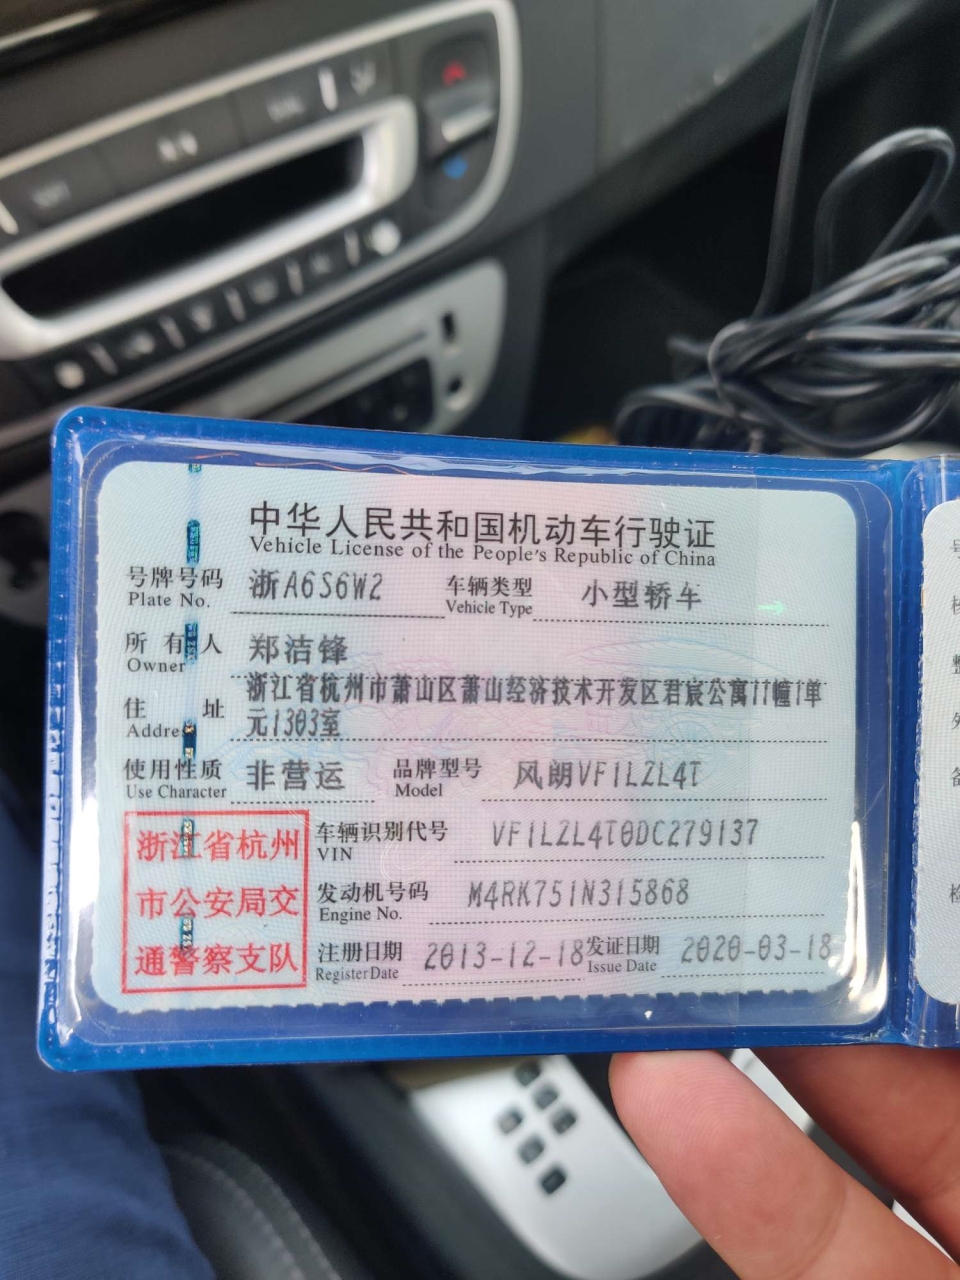 中华人民共和国机动车行驶证
Vehicle License of the People's Republic of China
号牌号码 浙A6S6W2 车辆类型 小型轿车
Plate No. Vehicle Type
所有人 郑洁锋
Owner
浙江省杭州市萧山区萧山经济技术开发区君宸公寓11幢1单
住址 元1303室
Address
使用性质 非营运 品牌型号 风朗VF1LZL4T
Use Character Model
浙江省杭州
市公安局交
通警察支队
车辆识别代号 VF1LZL4T0DC279137
VIN
发动机号码 M4RK751N315868
Engine No.
注册日期 2013-12-18 发证日期 2020-03-18
Register Date Issue Date